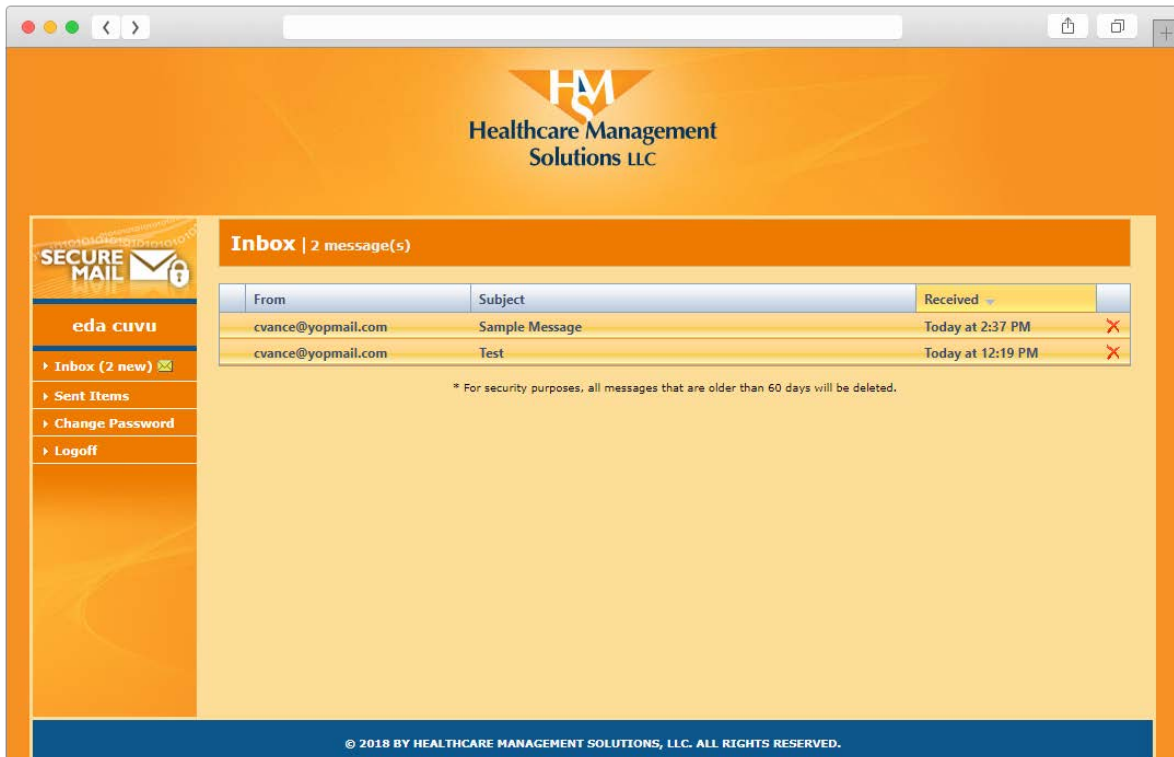 HMS
Healthcare Management
Solutions LLC
SECURE
MAIL
eda cuvu
Inbox (2 new)
Sent Items
Change Password
Logoff
Inbox | 2 message(s)
From Subject Received
cvance@yopmail.com Sample Message Today at 2:37 PM
cvance@yopmail.com Test Today at 12:19 PM
* For security purposes, all messages that are older than 60 days will be deleted.
© 2018 BY HEALTHCARE MANAGEMENT SOLUTIONS, LLC. ALL RIGHTS RESERVED.